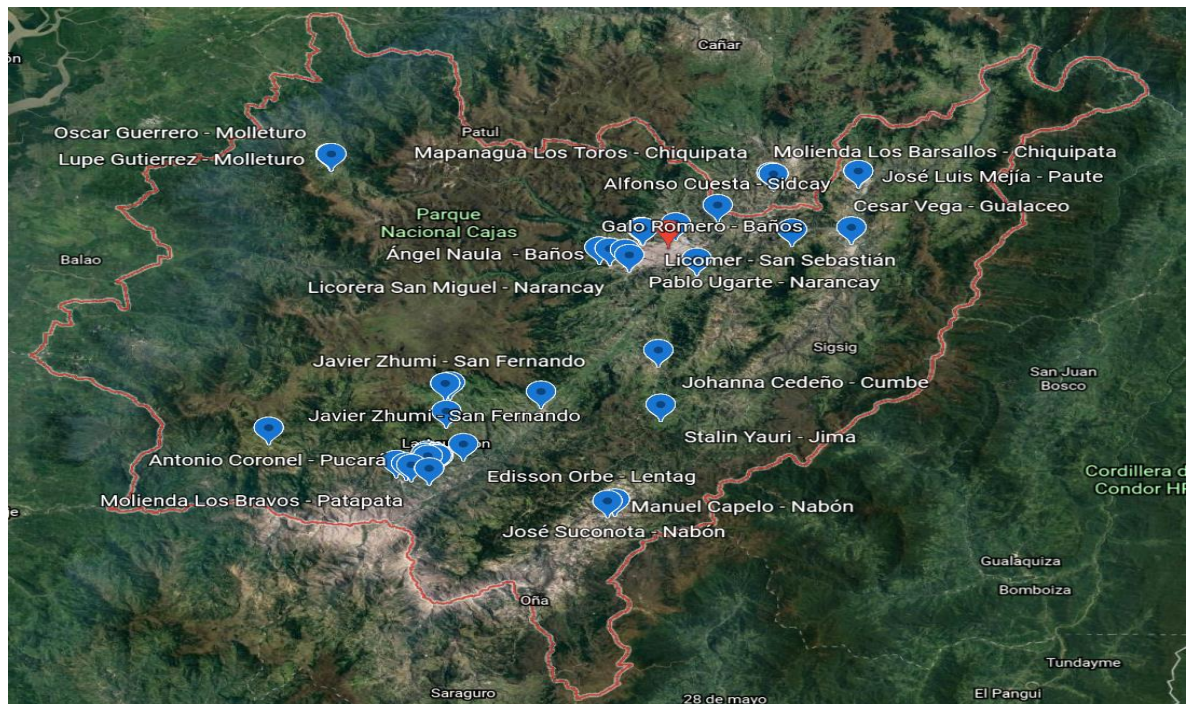 Cañar
on
Oscar Guerrero - Molleturo
Patul
Lupe Gutierrez - Molleturo
Mapanagua Los Toros - Chiquipata
Molienda Los Barsallos - Chiquipata
Alfonso Cuesta - Sidcay
José Luis Mejía - Paute
Parque
Nacional Cajas
Cesar Vega - Gualaceo
Galo Romero - Baños
Balao
Ángel Naula - Baños
Licomer - San Sebastián
Licorera San Miguel - Narancay
Pablo Ugarte - Narancay
Sigsig
Javier Zhumi - San Fernando
San Juan
Bosco
Johanna Cedeño - Cumbe
Javier Zhumi - San Fernando
Stalin Yauri - Jima
Antonio Coronel - Pucará
Edisson Orbe - Lentag
Cordillera d
Condor HP
Molienda Los Bravos - Patapata
Manuel Capelo - Nabón
je
José Suconota - Nabón
Gualaquiza
Bomboiza
Oña
Tundayme
Saraguro
28 de mayo
El Pangui